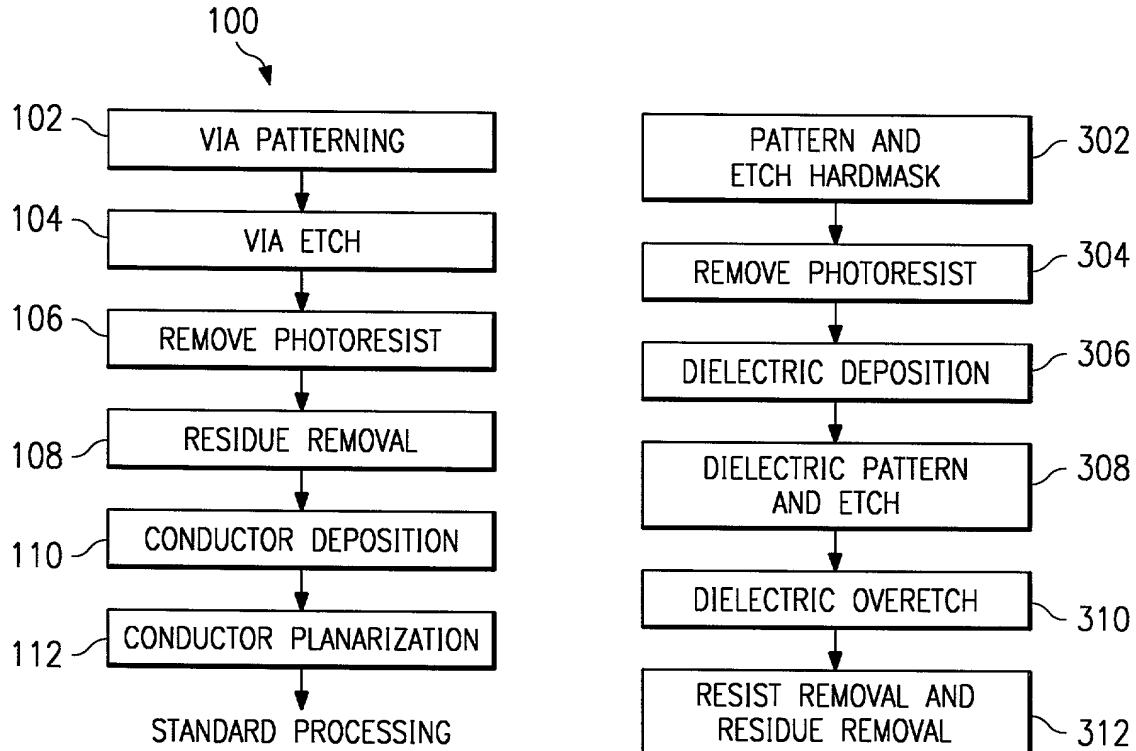 100
102
VIA PATTERNING
104
VIA ETCH
106
REMOVE PHOTORESIST
108
RESIDUE REMOVAL
110
CONDUCTOR DEPOSITION
112
CONDUCTOR PLANARIZATION
STANDARD PROCESSING
PATTERN AND
ETCH HARDMASK
302
REMOVE PHOTORESIST
304
DIELECTRIC DEPOSITION
306
DIELECTRIC PATTERN
AND ETCH
308
DIELECTRIC OVERETCH
310
RESIST REMOVAL AND
RESIDUE REMOVAL
312